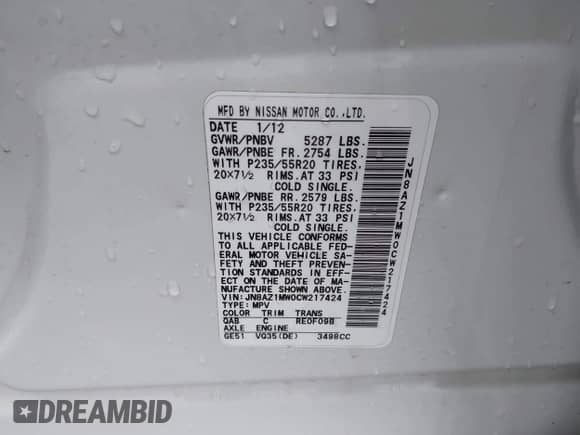 MFD BY NISSAN MOTOR CO.,LTD.
DATE 1/12
GVWR/PNBV 5287 LBS.
GAWR/PNBE FR. 2754 LBS.
WITH P235/55R20 TIRES,
20×7½ RIMS, AT 33 PSI
COLD SINGLE.
GAWR/PNBE RR. 2579 LBS.
WITH P235/55R20 TIRES,
20×7½ RIMS, AT 33 PSI
COLD SINGLE.
THIS VEHICLE CONFORMS
TO ALL APPLICABLE FED-
ERAL MOTOR VEHICLE SA-
FETY AND THEFT PREVEN-
TION STANDARDS IN EFF-
ECT ON THE DATE OF MA-
NUFACTURE SHOWN ABOVE.
VIN: JN8AZ1MW0CW217424
TYPE: MPV
COLOR TRIM TRANS
QAB C RE0F09B
AXLE ENGINE
GE51 VQ35(DE) 3498CC
JN8AZ1MW0CW217424
DREAMBID